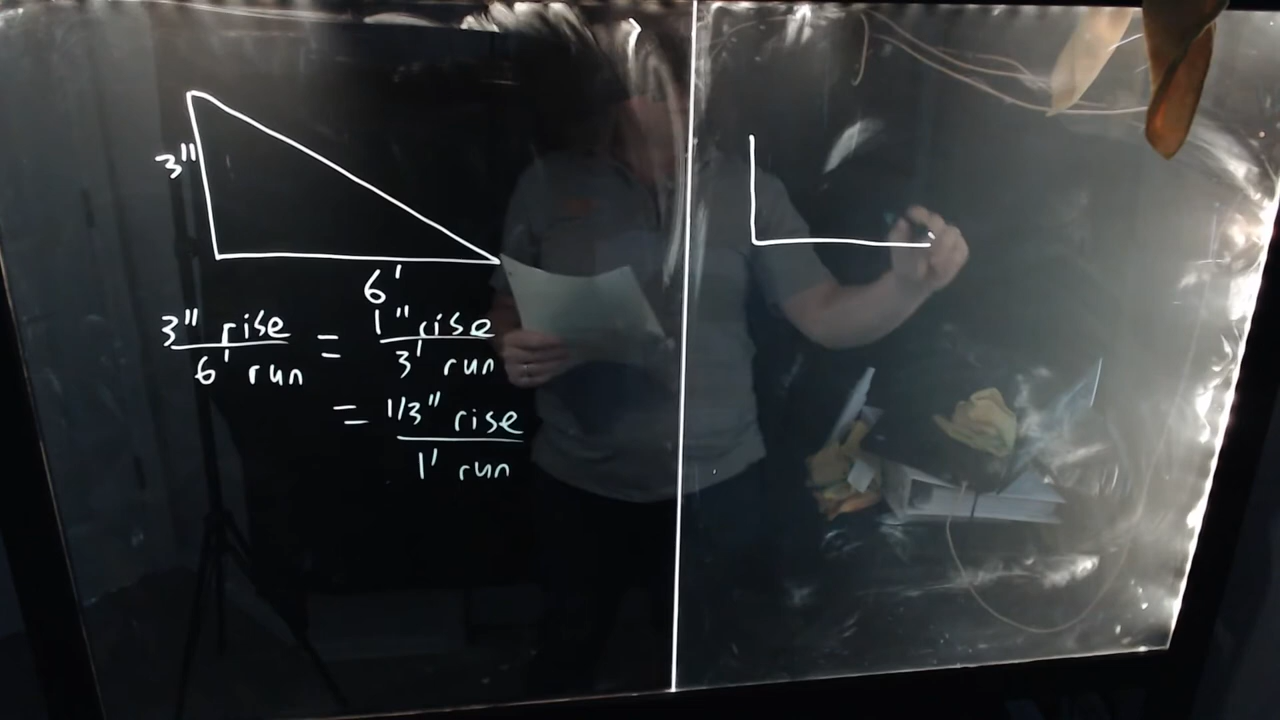 3"
6'
3" rise = 1" rise
6' run 3' run
= 1/3" rise
1' run